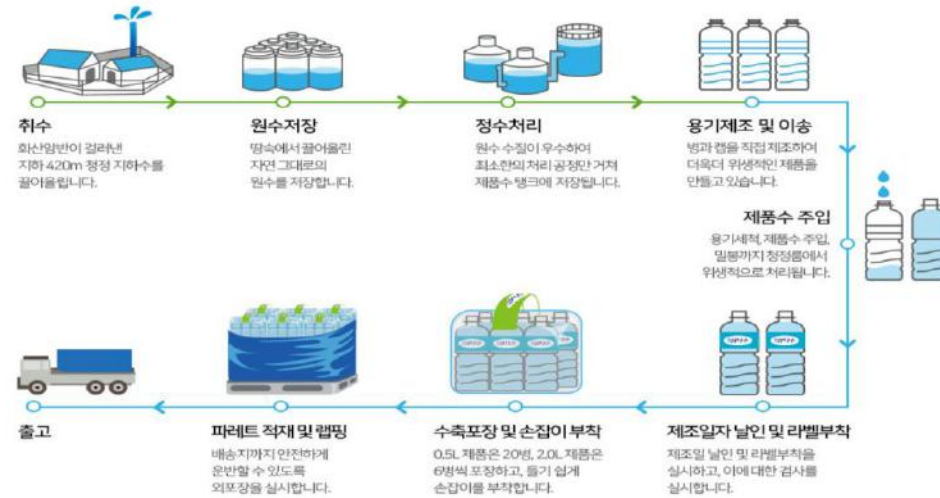 취수
화산암반이 걸러낸
지하 420m 청정 지하수를
끌어올립니다.
원수저장
땅속에서 끌어올린
자연 그대로의
원수를 저장합니다.
정수처리
원수 수질이 우수하여
최소한의 처리 공정만 거쳐
제품수 탱크에 저장됩니다.
용기제조 및 이송
병과 캡을 직접 제조하여
더욱더 위생적인 제품을
만들고 있습니다.
제품수 주입
용기세척, 제품수 주입,
밀봉까지 청정룸에서
위생적으로 처리됩니다.
제조일자 날인 및 라벨부착
제조일 날인 및 라벨부착을
실시하고, 이에 대한 검사를
실시합니다.
수축포장 및 손잡이 부착
0.5L 제품은 20병, 2.0L 제품은
6병씩 포장하고, 들기 쉽게
손잡이를 부착합니다.
파레트 적재 및 랩핑
배송지까지 안전하게
운반할 수 있도록
외포장을 실시합니다.
출고